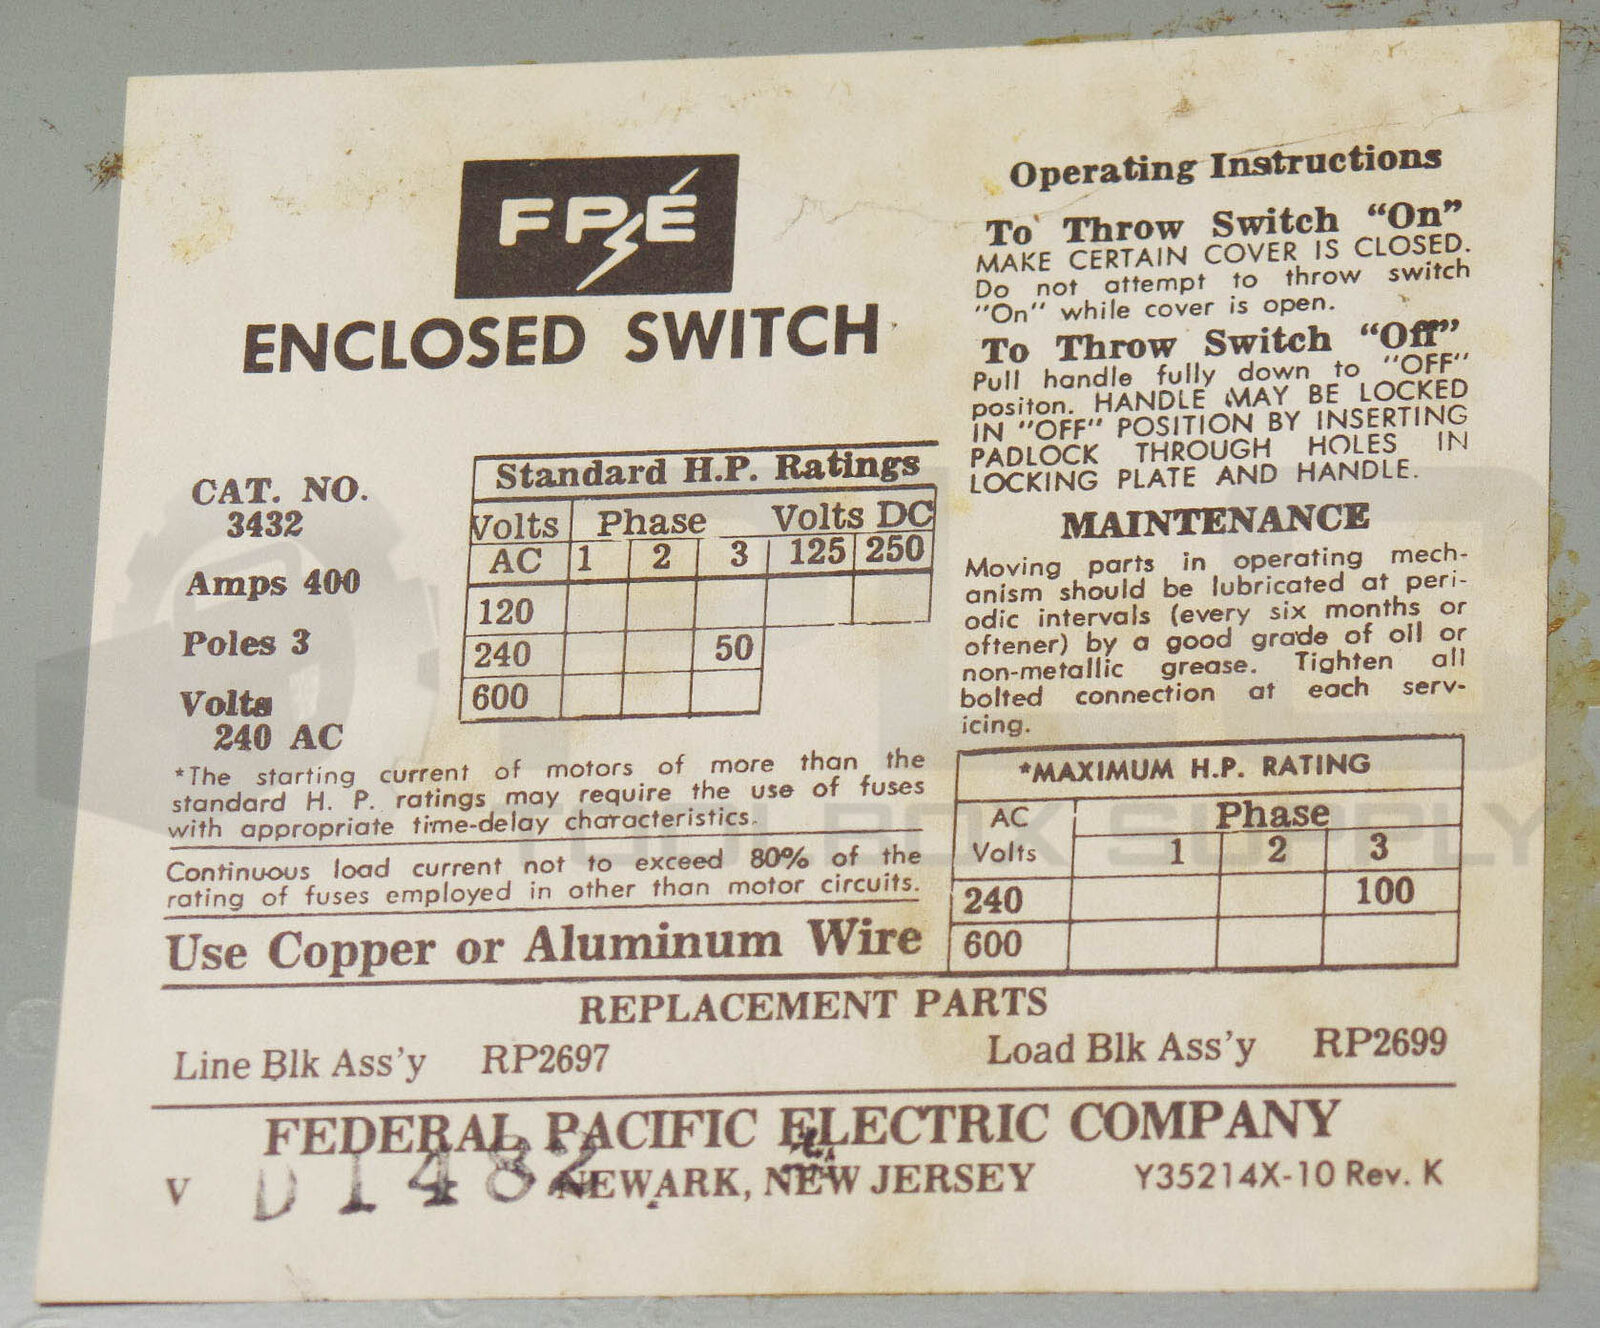 FPÉ
ENCLOSED SWITCH
CAT. NO.
3432
Amps 400
Poles 3
Volts
240 AC
Standard H.P. Ratings
Volts Phase Volts DC
AC 1 2 3 125 250
120
240 50
600
*The starting current of motors of more than the
standard H. P. ratings may require the use of fuses
with appropriate time-delay characteristics.
Continuous load current not to exceed 80% of the
rating of fuses employed in other than motor circuits.
Use Copper or Aluminum Wire
Operating Instructions
To Throw Switch "On"
MAKE CERTAIN COVER IS CLOSED.
Do not attempt to throw switch
"On" while cover is open.
To Throw Switch "Off"
Pull handle fully down to "OFF"
positon. HANDLE MAY BE LOCKED
IN "OFF" POSITION BY INSERTING
PADLOCK THROUGH HOLES IN
LOCKING PLATE AND HANDLE.
MAINTENANCE
Moving parts in operating mech-
anism should be lubricated at peri-
odic intervals (every six months or
oftener) by a good grade of oil or
non-metallic grease. Tighten all
bolted connection at each serv-
icing.
*MAXIMUM H.P. RATING
AC Phase
Volts 1 2 3
240 100
600
REPLACEMENT PARTS
Line Blk Ass'y RP2697 Load Blk Ass'y RP2699
FEDERAL PACIFIC ELECTRIC COMPANY
V D1482 NEWARK, NEW JERSEY Y35214X-10 Rev. K
TOOL BOX SUPPLY